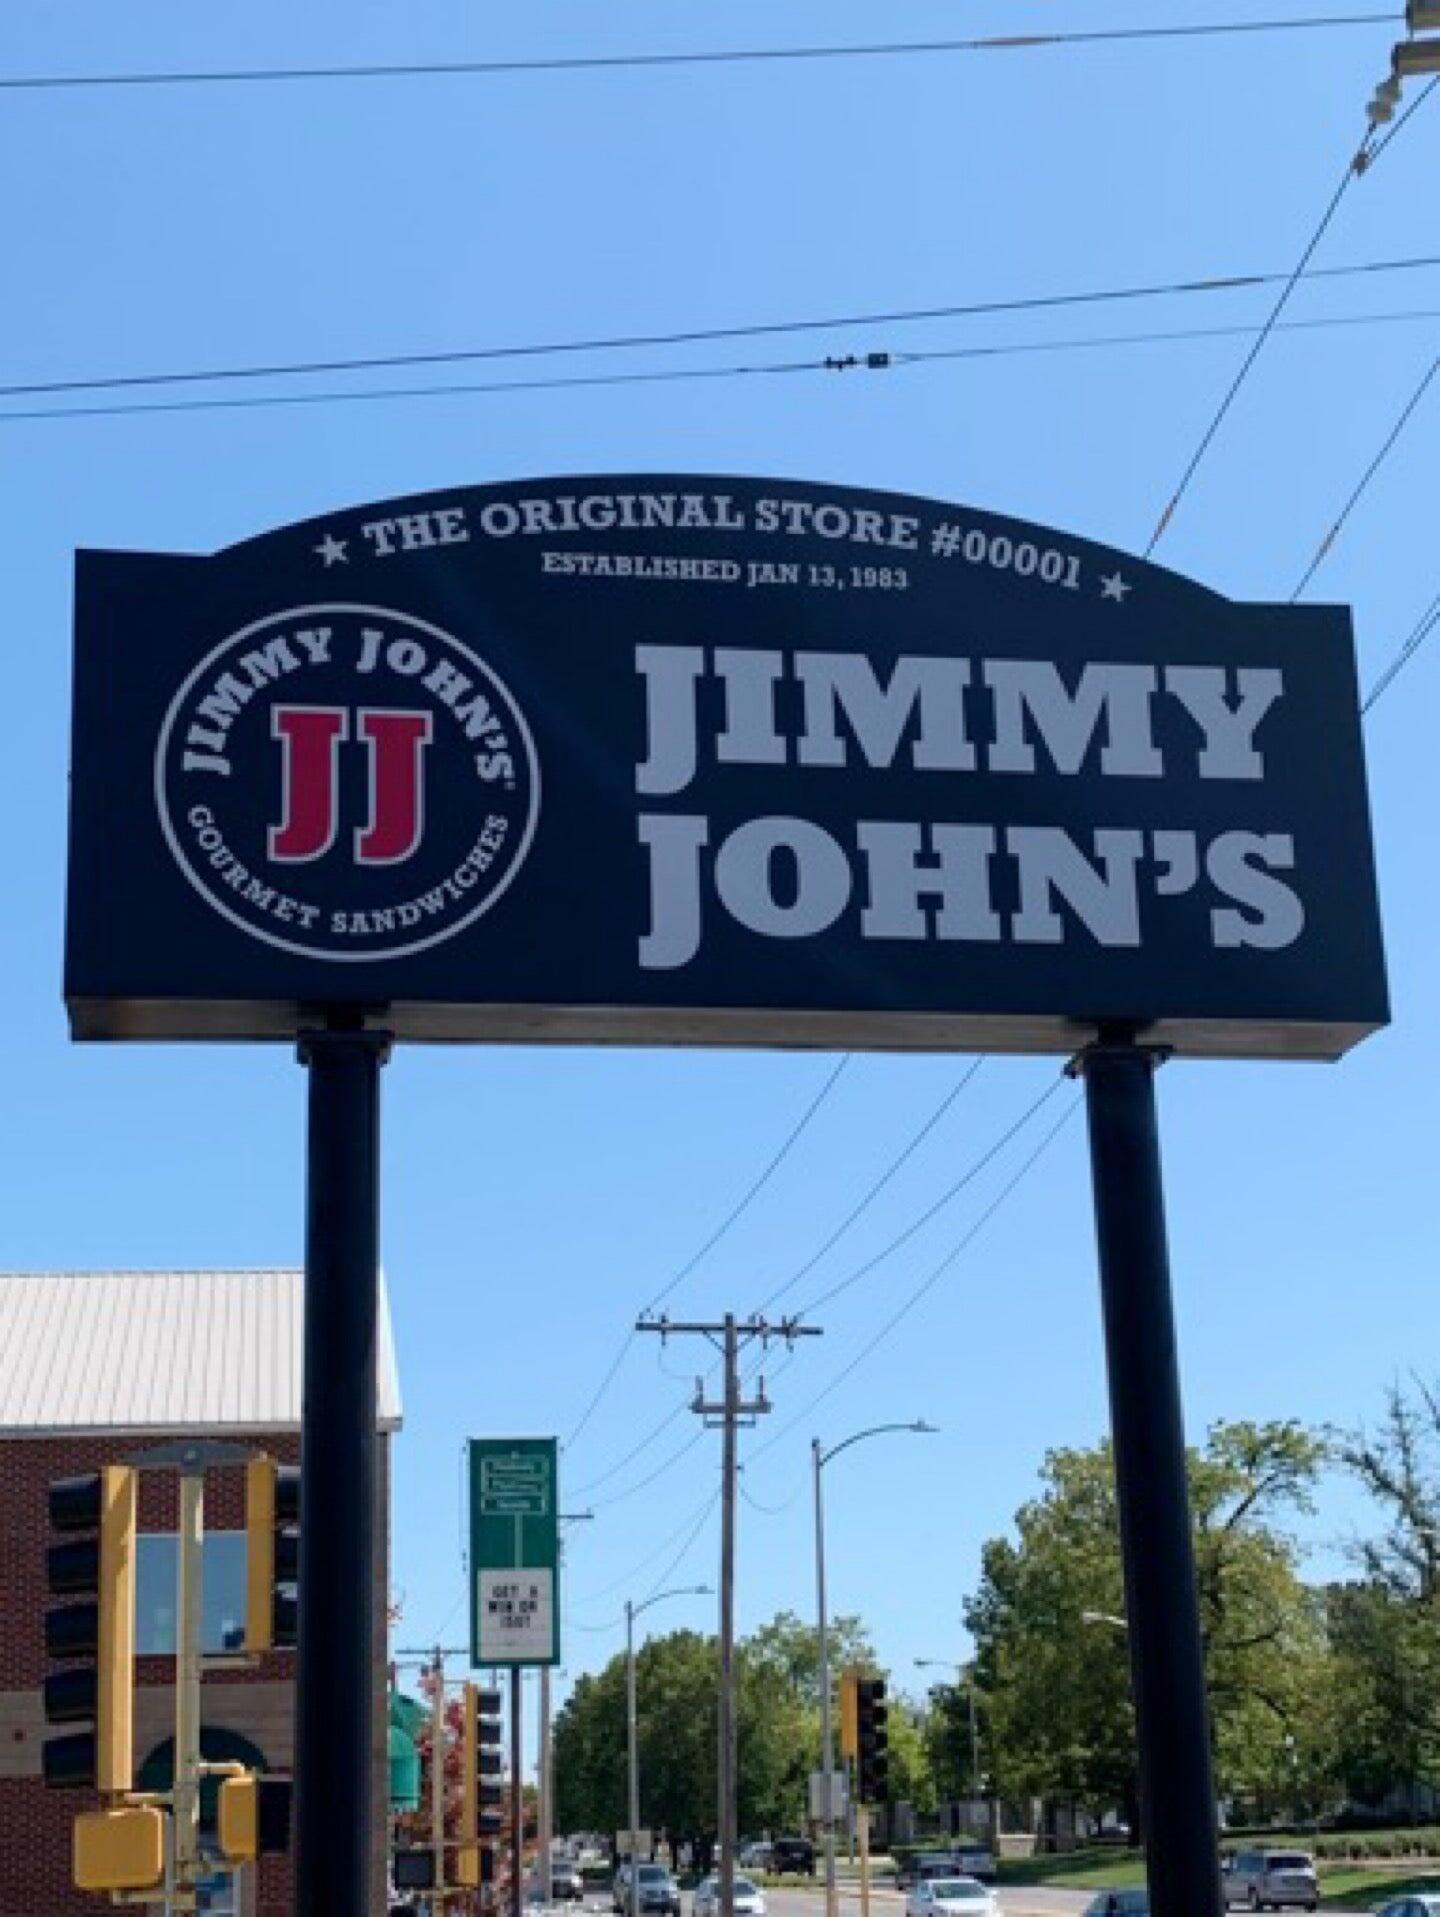 ★ THE ORIGINAL STORE #00001 ★
ESTABLISHED JAN 13, 1983
JIMMY JOHN'S
JJ
GOURMET SANDWICHES
JIMMY
JOHN'S